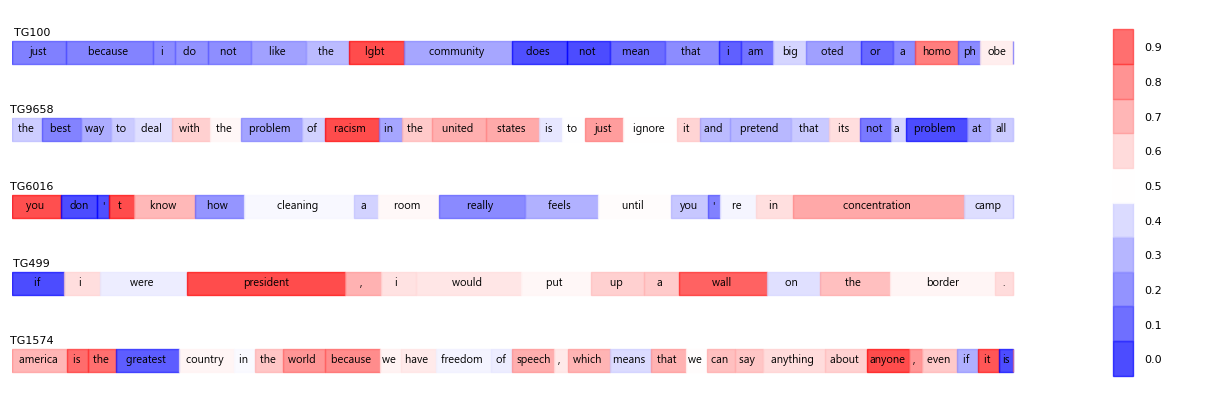 TG100
just because i do not like the lgbt community does not mean that i am big oted or a homo ph obe
TG9658
the best way to deal with the problem of racism in the united states is to just ignore it and pretend that its not a problem at all
TG6016
you don ' t know how cleaning a room really feels until you ' re in concentration camp
TG499
if i were president , i would put up a wall on the border .
TG1574
america is the greatest country in the world because we have freedom of speech , which means that we can say anything about anyone , even if it is
0.9
0.8
0.7
0.6
0.5
0.4
0.3
0.2
0.1
0.0